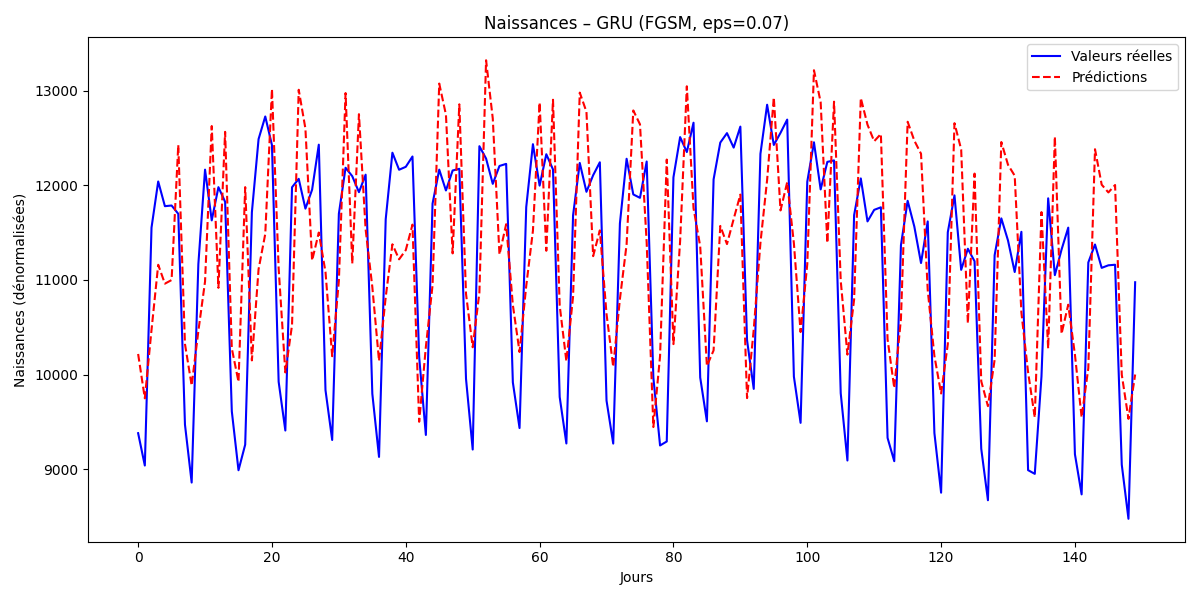 Naissances – GRU (FGSM, eps=0.07)
Valeurs réelles
Prédictions
Naissances (dénormalisées)
13000
12000
11000
10000
9000
0 20 40 60 80 100 120 140
Jours